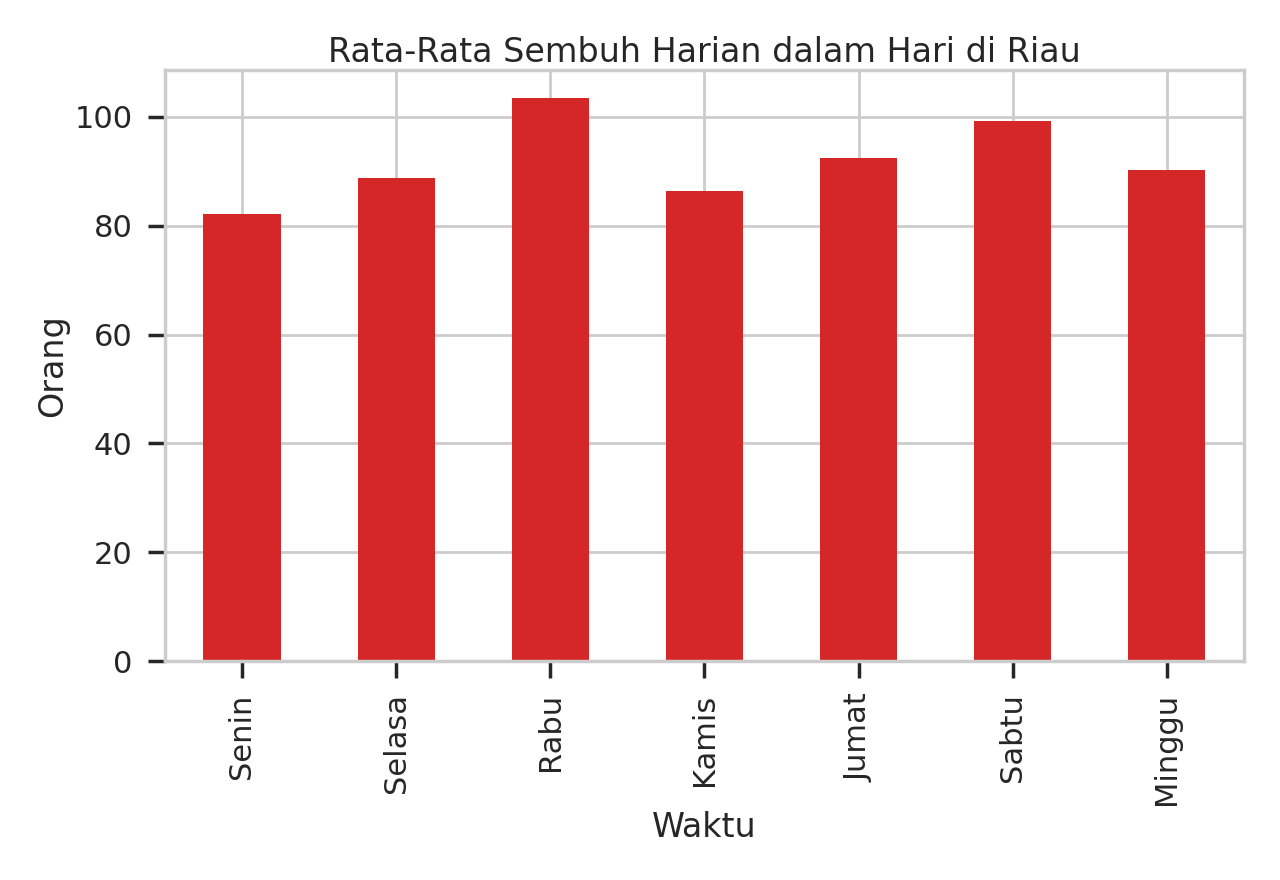 Rata-Rata Sembuh Harian dalam Hari di Riau
Orang
100
80
60
40
20
0
Senin
Selasa
Rabu
Kamis
Jumat
Sabtu
Minggu
Waktu